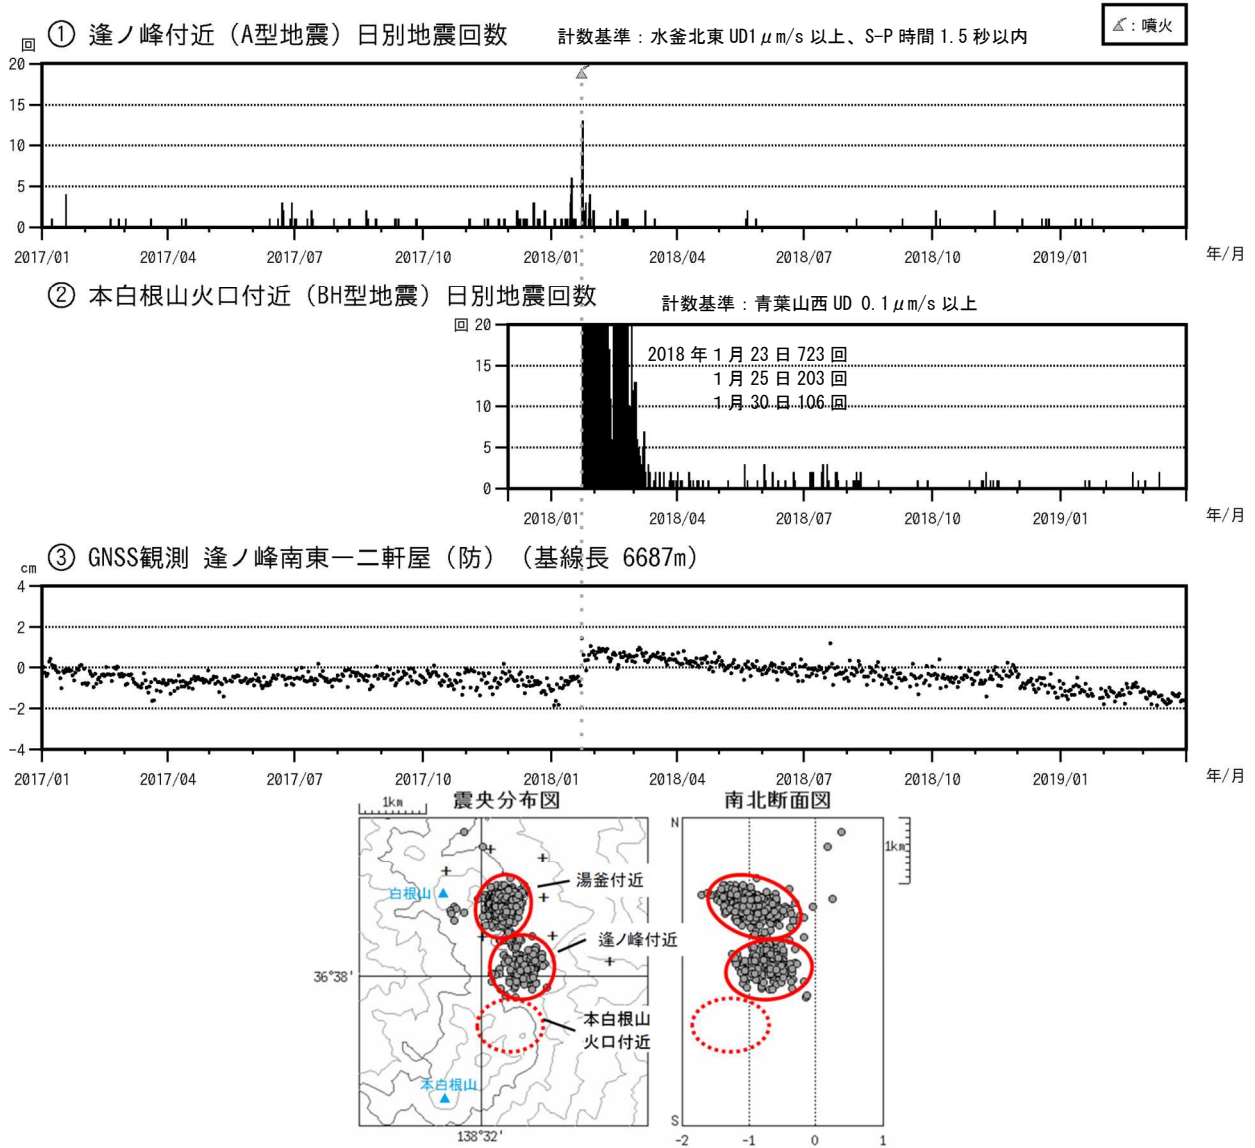 ① 逢ノ峰付近（A型地震）日別地震回数
計数基準：水釜北東 UD1μm/s 以上、S-P 時間 1.5 秒以内
：噴火
回
20
15
10
5
0
2017/01 2017/04 2017/07 2017/10 2018/01 2018/04 2018/07 2018/10 2019/01 年/月
② 本白根山火口付近（BH型地震）日別地震回数
計数基準：青葉山西 UD 0.1μm/s 以上
回 20
15
10
5
0
2018 年 1 月 23 日 723 回
1 月 25 日 203 回
1 月 30 日 106 回
2018/01 2018/04 2018/07 2018/10 2019/01 年/月
③ GNSS観測 逢ノ峰南東一二軒屋（防）（基線長 6687m）
cm
4
2
0
-2
-4
2017/01 2017/04 2017/07 2017/10 2018/01 2018/04 2018/07 2018/10 2019/01 年/月
1km
震央分布図
白根山
湯釜付近
逢ノ峰付近
36°38'
本白根山
火口付近
本白根山
138°32'
南北断面図
N
1km
S
-2 -1 0 1